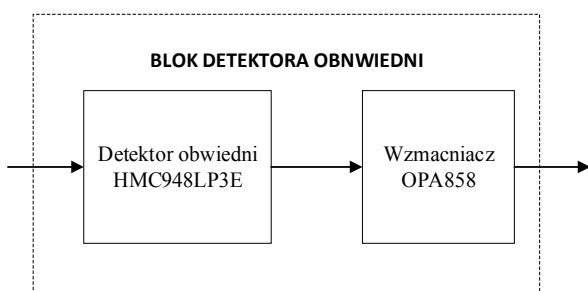 BLOK DETEKTORA OBNWIEDNI
Detektor obwiedni
HMC948LP3E
Wzmacniacz
OPA858